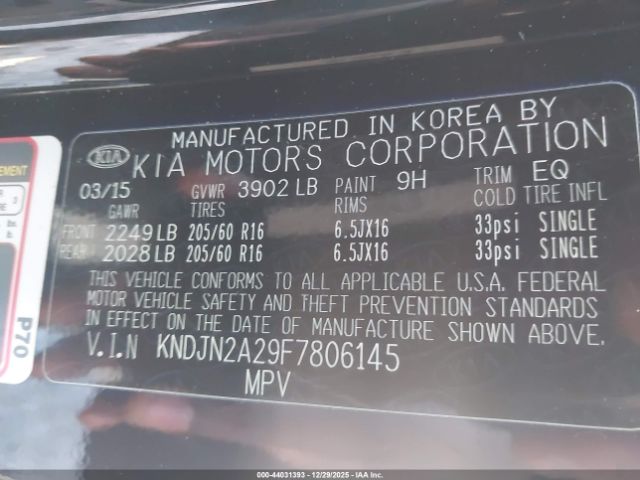 MANUFACTURED IN KOREA BY
KIA KIA MOTORS CORPORATION
03/15 GVWR 3902 LB PAINT 9H TRIM EQ
GAWR TIRES RIMS COLD TIRE INFL
FRONT 2249 LB 205/60 R16 6.5JX16 33psi SINGLE
REAR 2028 LB 205/60 R16 6.5JX16 33psi SINGLE
THIS VEHICLE CONFORMS TO ALL APPLICABLE U.S.A. FEDERAL
MOTOR VEHICLE SAFETY AND THEFT PREVENTION STANDARDS
IN EFFECT ON THE DATE OF MANUFACTURE SHOWN ABOVE.
V.I.N KNDJN2A29F7806145
MPV
P70
000-44031393 — 12/29/2025 — IAAI, INC.